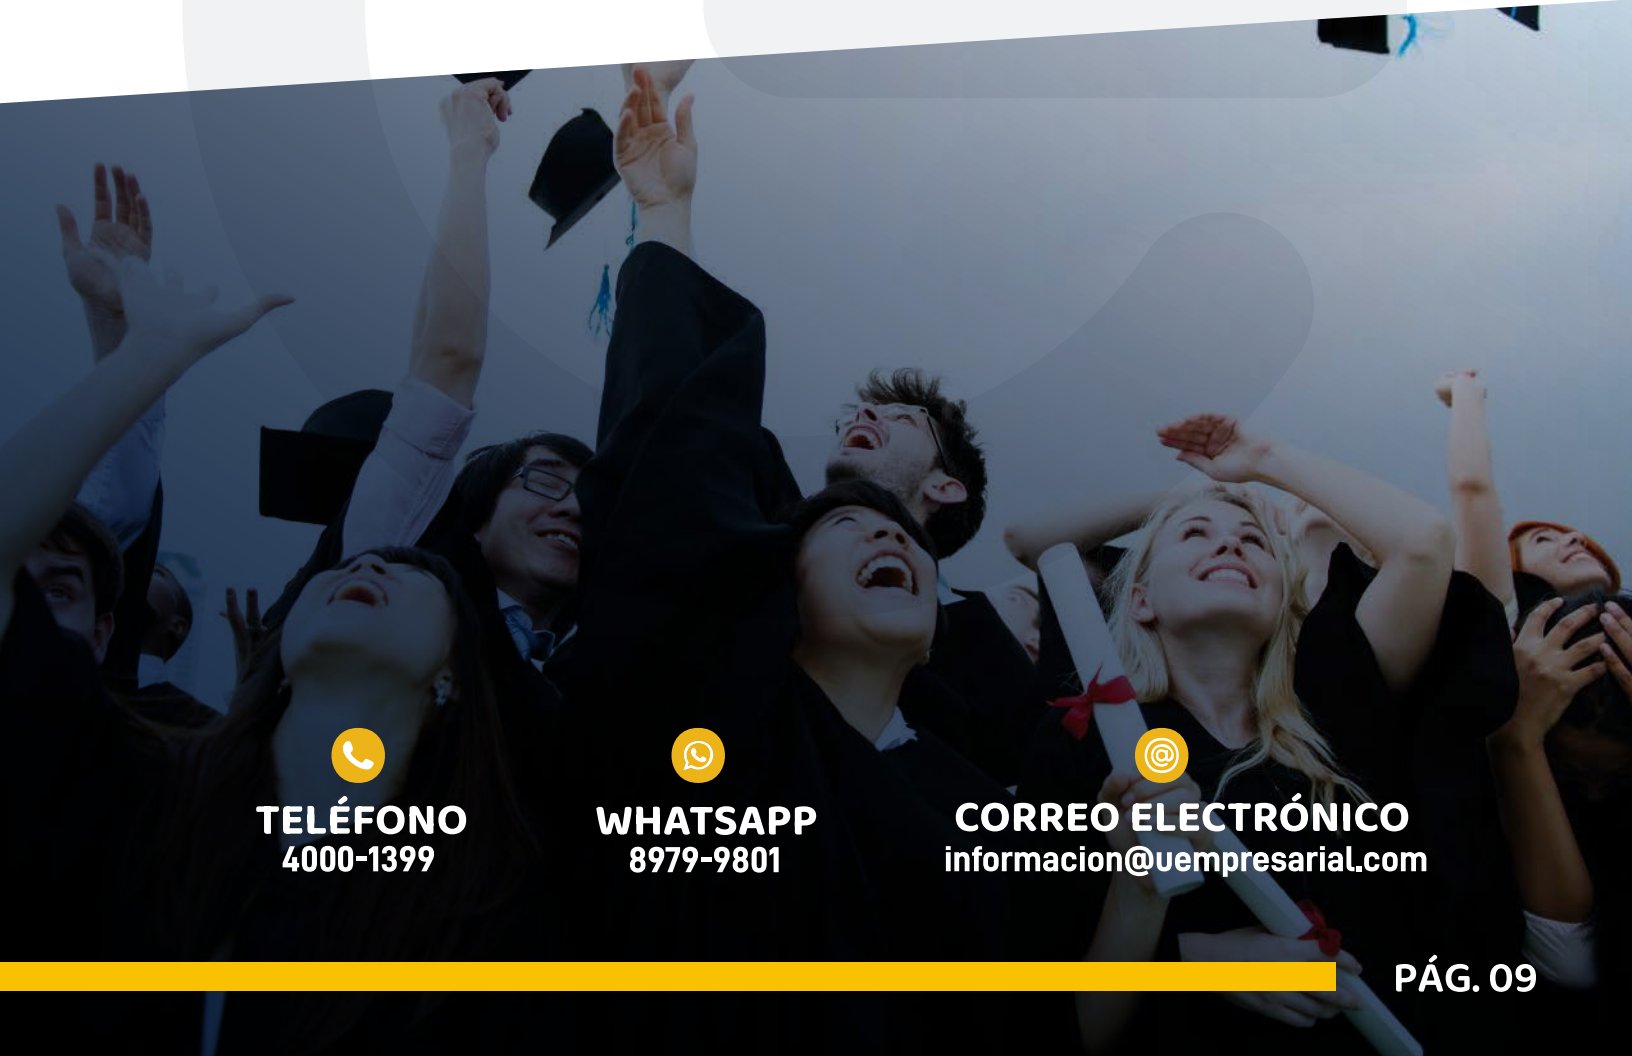 TELÉFONO
4000-1399
WHATSAPP
8979-9801
CORREO ELECTRÓNICO
informacion@uempresarial.com
PÁG. 09